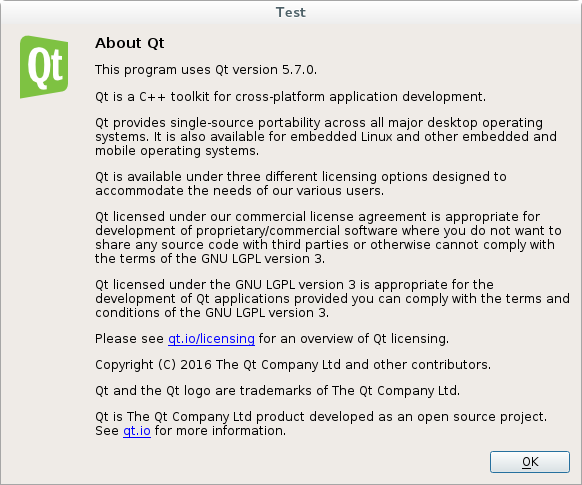 Test
Qt
About Qt
This program uses Qt version 5.7.0.
Qt is a C++ toolkit for cross-platform application development.
Qt provides single-source portability across all major desktop operating
systems. It is also available for embedded Linux and other embedded and
mobile operating systems.
Qt is available under three different licensing options designed to
accommodate the needs of our various users.
Qt licensed under our commercial license agreement is appropriate for
development of proprietary/commercial software where you do not want to
share any source code with third parties or otherwise cannot comply with
the terms of the GNU LGPL version 3.
Qt licensed under the GNU LGPL version 3 is appropriate for the
development of Qt applications provided you can comply with the terms and
conditions of the GNU LGPL version 3.
Please see qt.io/licensing for an overview of Qt licensing.
Copyright (C) 2016 The Qt Company Ltd and other contributors.
Qt and the Qt logo are trademarks of The Qt Company Ltd.
Qt is The Qt Company Ltd product developed as an open source project.
See qt.io for more information.
OK